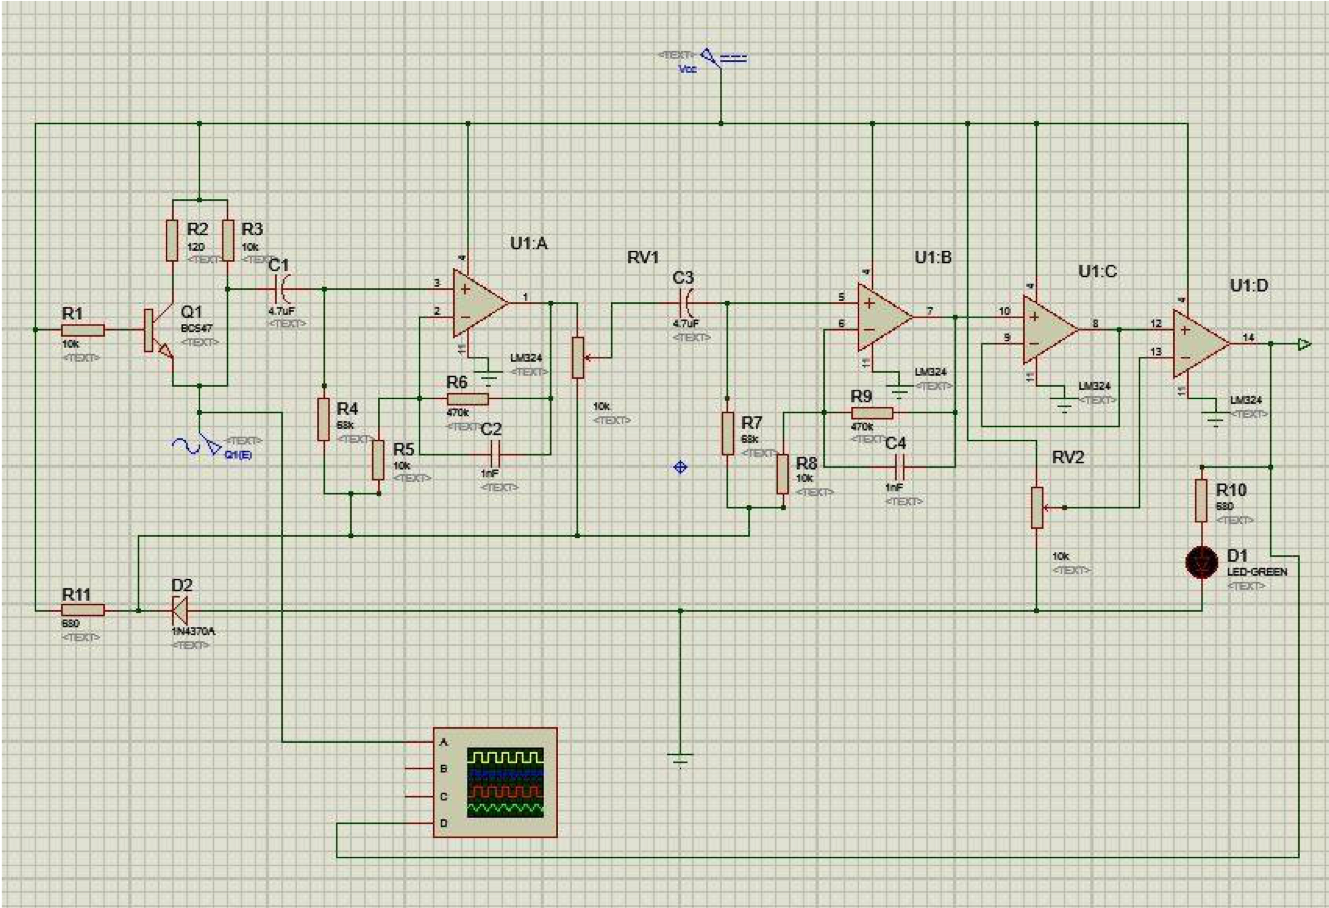 <TEXT>
Vcc
R2
120
<TEXT>
R3
10k
<TEXT>
C1
4.7uF
<TEXT>
R1
10k
<TEXT>
Q1
BC547
<TEXT>
<TEXT>
Q1(E)
U1:A
3
2
1
4
11
LM324
<TEXT>
R4
68k
<TEXT>
R5
10k
<TEXT>
R6
470k
<TEXT>
C2
1nF
<TEXT>
RV1
10k
<TEXT>
C3
4.7uF
<TEXT>
R7
68k
<TEXT>
R8
10k
<TEXT>
U1:B
5
6
7
4
11
LM324
<TEXT>
R9
470k
<TEXT>
C4
1nF
<TEXT>
U1:C
10
9
8
4
11
LM324
<TEXT>
U1:D
12
13
14
4
11
LM324
<TEXT>
RV2
10k
<TEXT>
R10
680
<TEXT>
D1
LED-GREEN
<TEXT>
R11
680
<TEXT>
D2
1N4370A
<TEXT>
A
B
C
D